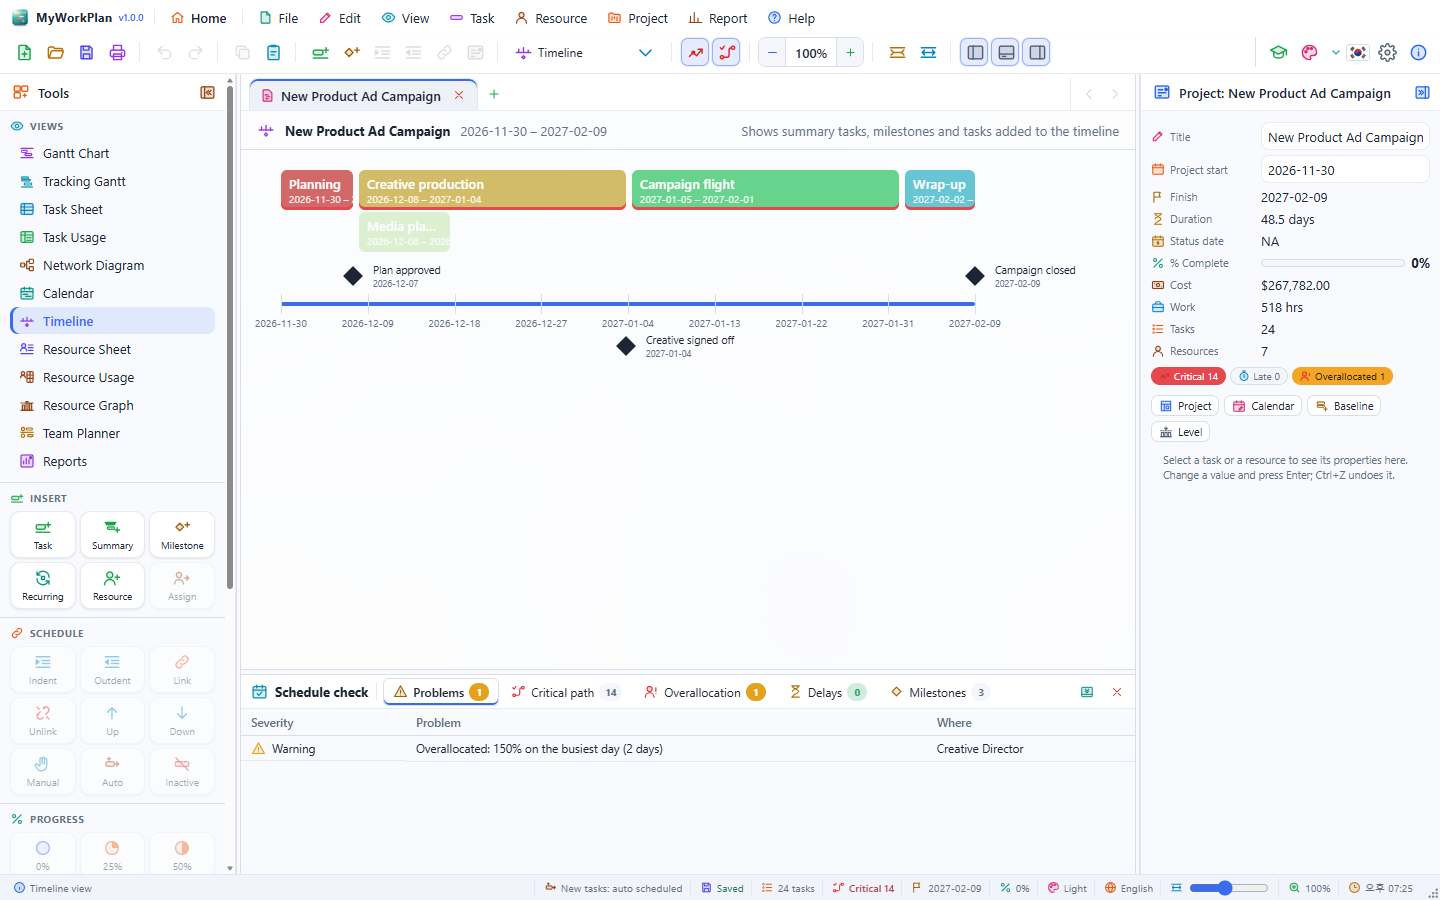 MyWorkPlan v1.0.0 Home File Edit View Task Resource Project Report Help
Timeline 100%
Tools
VIEWS
Gantt Chart
Tracking Gantt
Task Sheet
Task Usage
Network Diagram
Calendar
Timeline
Resource Sheet
Resource Usage
Resource Graph
Team Planner
Reports
INSERT
Task Summary Milestone
Recurring Resource Assign
SCHEDULE
Indent Outdent Link
Unlink Up Down
Manual Auto Inactive
PROGRESS
0% 25% 50%
New Product Ad Campaign
New Product Ad Campaign 2026-11-30 – 2027-02-09 Shows summary tasks, milestones and tasks added to the timeline
Planning Creative production Campaign flight Wrap-up
2026-11-30 – 2026-12-08 – 2027-01-04 2027-01-05 – 2027-02-01 2027-02-02 –
Media pla...
2026-12-08 – 2026
Plan approved Campaign closed
2026-12-07 2027-02-09
2026-11-30 2026-12-09 2026-12-18 2026-12-27 2027-01-04 2027-01-13 2027-01-22 2027-01-31 2027-02-09
Creative signed off
2027-01-04
Schedule check Problems 1 Critical path 14 Overallocation 1 Delays 0 Milestones 3
Severity Problem Where
Warning Overallocated: 150% on the busiest day (2 days) Creative Director
Project: New Product Ad Campaign
Title New Product Ad Campaign
Project start 2026-11-30
Finish 2027-02-09
Duration 48.5 days
Status date NA
% Complete 0%
Cost $267,782.00
Work 518 hrs
Tasks 24
Resources 7
Critical 14 Late 0 Overallocated 1
Project Calendar Baseline
Level
Select a task or a resource to see its properties here.
Change a value and press Enter; Ctrl+Z undoes it.
Timeline view New tasks: auto scheduled Saved 24 tasks Critical 14 2027-02-09 0% Light English 100% 오후 07:25